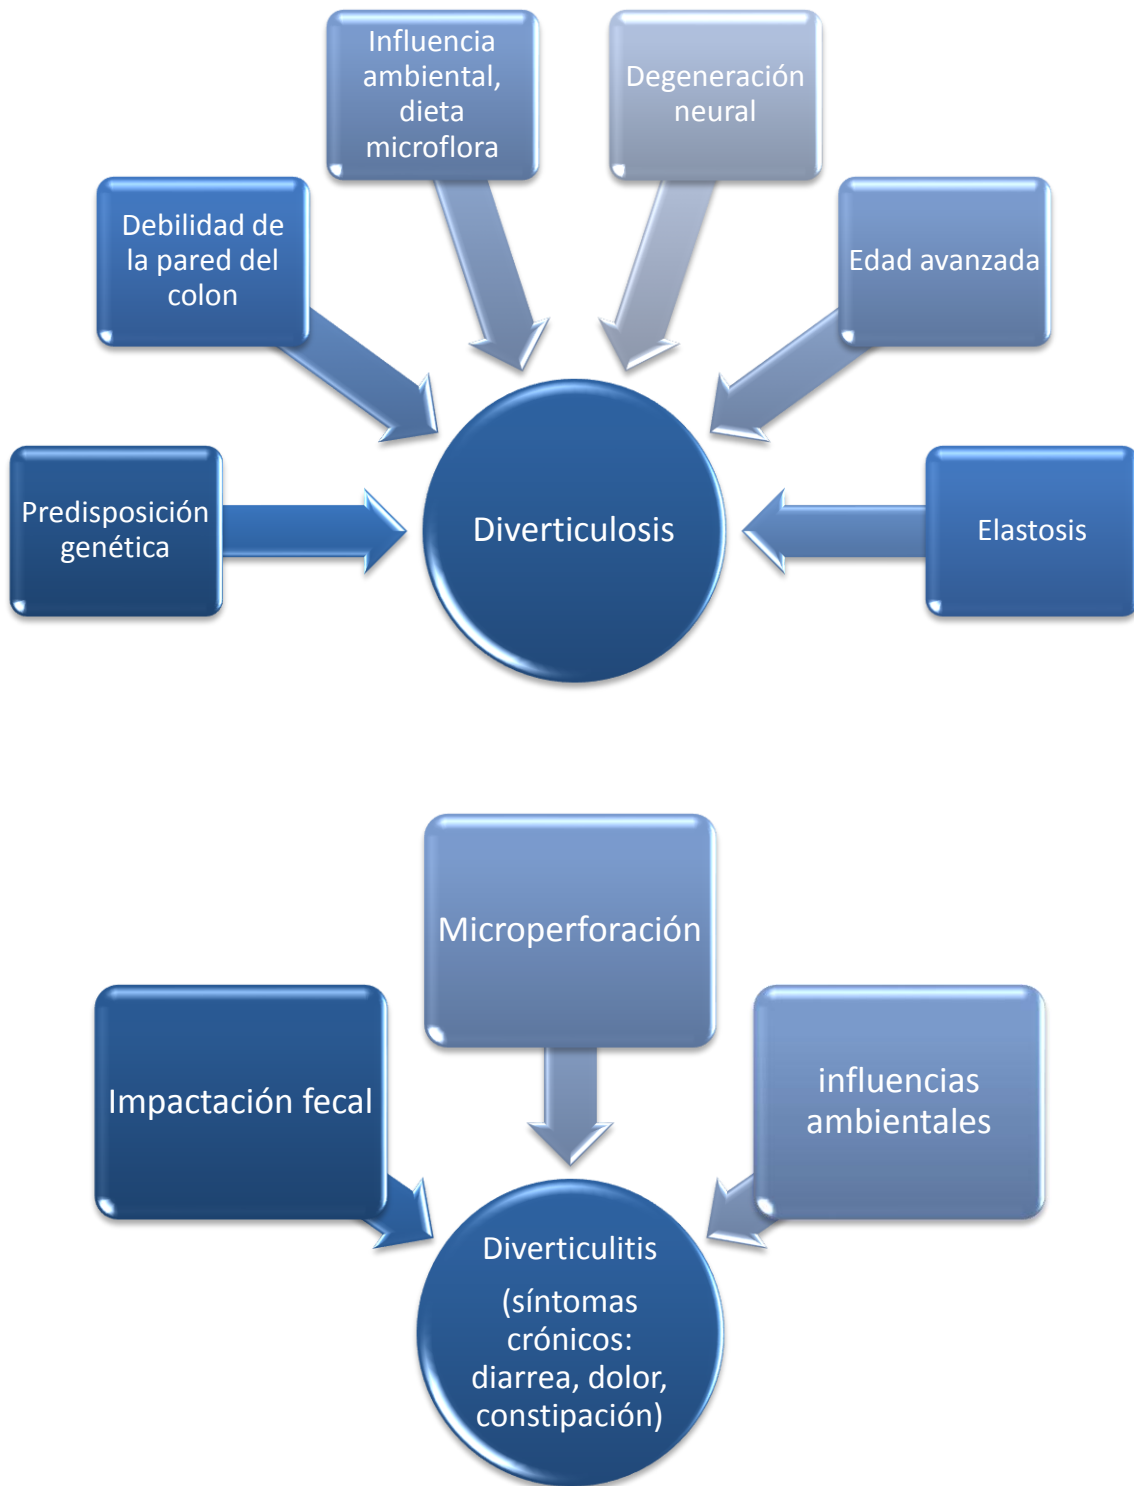 Influencia
ambiental,
dieta
microflora
Degeneración
neural
Debilidad de
la pared del
colon
Edad avanzada
Predisposición
genética
Diverticulosis
Elastosis
Microperforación
Impactación fecal
influencias
ambientales
Diverticulitis
(síntomas
crónicos:
diarrea, dolor,
constipación)